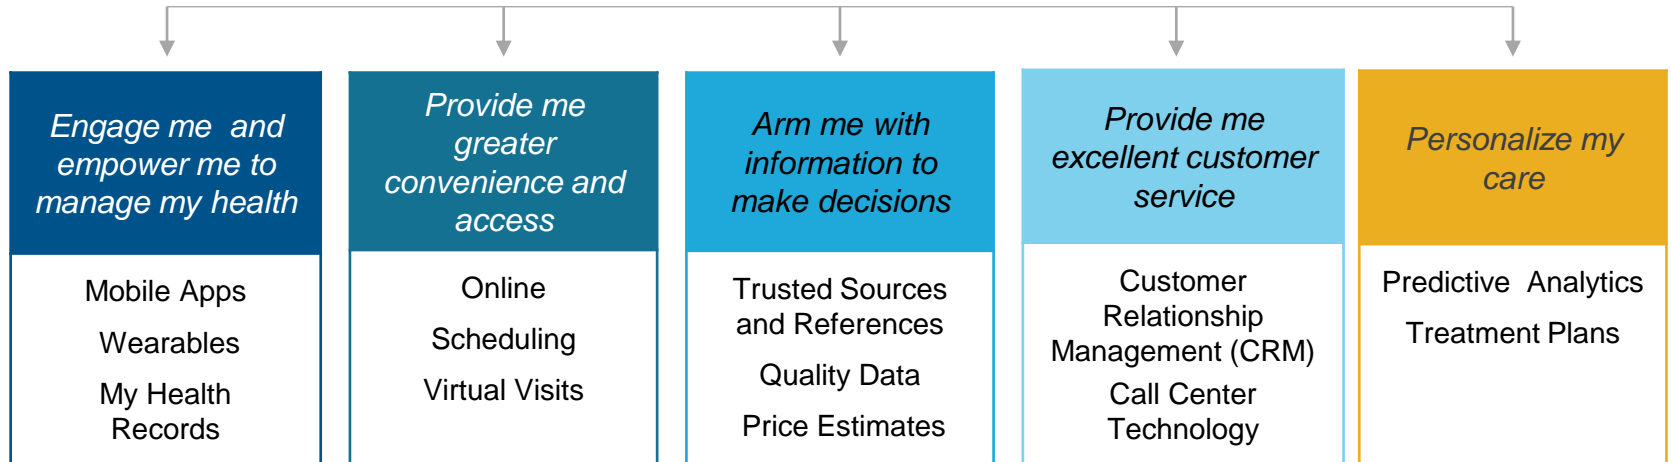 Engage me and
empower me to
manage my health
Mobile Apps
Wearables
My Health
Records
Provide me
greater
convenience and
access
Online
Scheduling
Virtual Visits
Arm me with
information to
make decisions
Trusted Sources
and References
Quality Data
Price Estimates
Provide me
excellent customer
service
Customer
Relationship
Management (CRM)
Call Center
Technology
Personalize my
care
Predictive Analytics
Treatment Plans